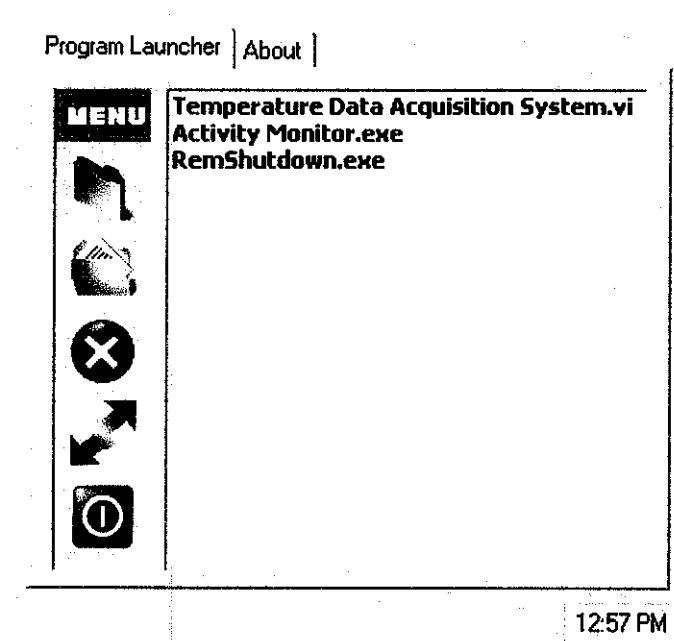 Program Launcher About
MENU
Temperature Data Acquisition System.vi
Activity Monitor.exe
RemShutdown.exe
12:57 PM